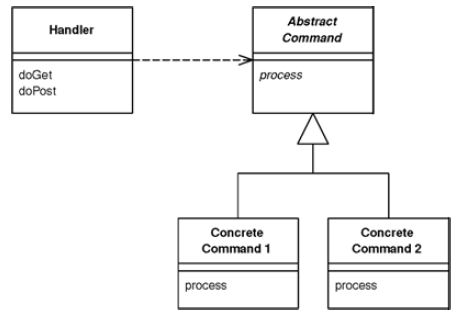 Handler
doGet
doPost
Abstract
Command
process
Concrete
Command 1
process
Concrete
Command 2
process